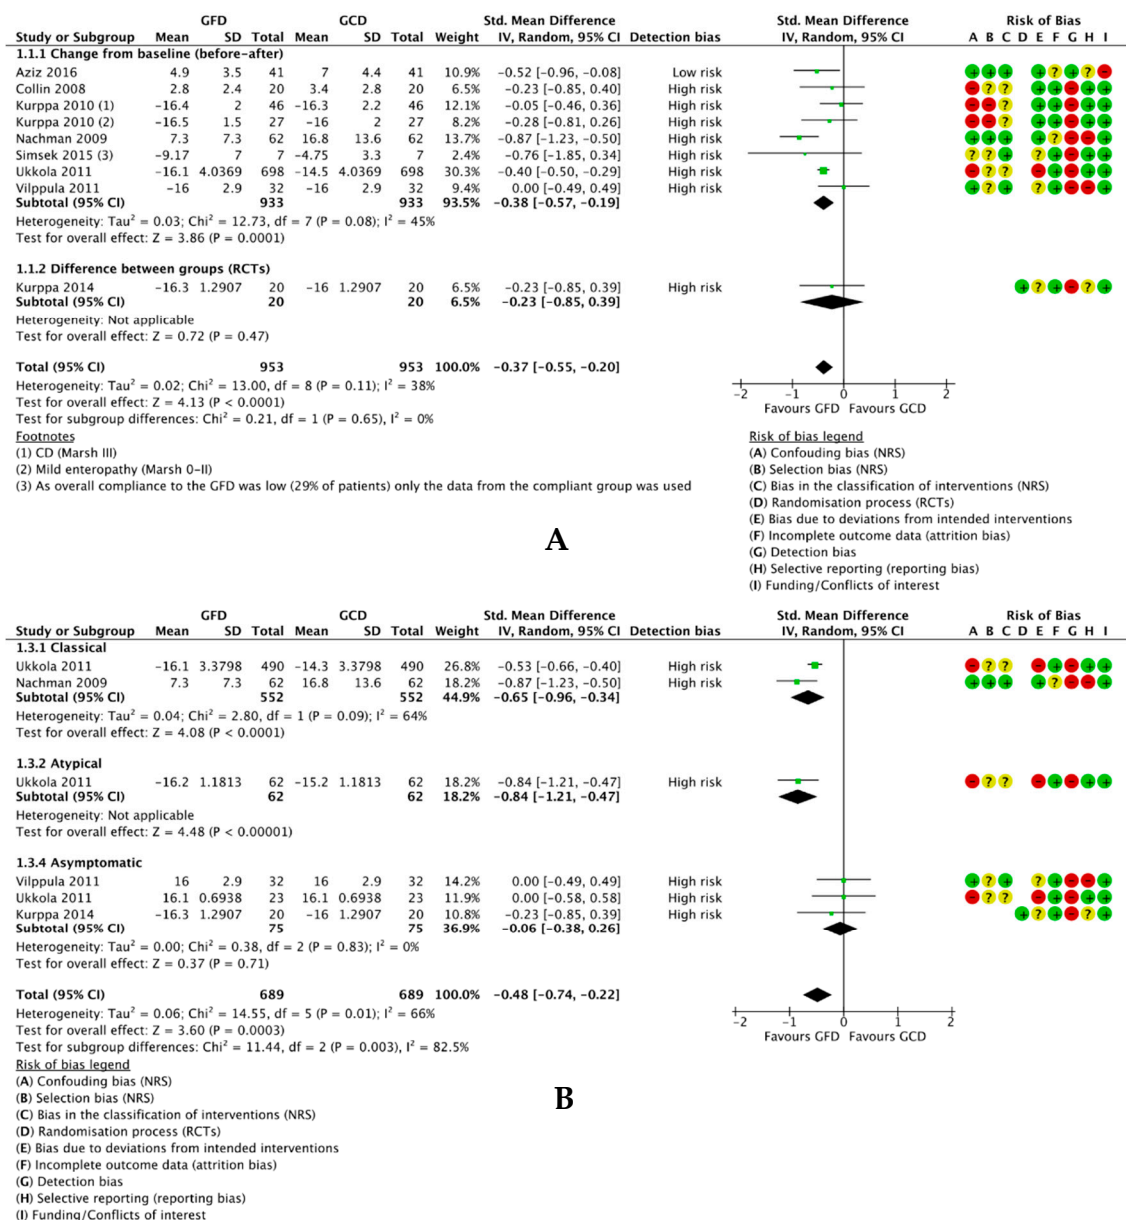 GFD GCD Std. Mean Difference Std. Mean Difference Risk of Bias
Study or Subgroup Mean SD Total Mean SD Total Weight IV, Random, 95% CI Detection bias IV, Random, 95% CI A B C D E F G H I
1.1.1 Change from baseline (before-after)
Aziz 2016 4.9 3.5 41 7 4.4 41 10.9% -0.52 [-0.96, -0.08] Low risk + + + + ? + ? -
Collin 2008 2.8 2.4 20 3.4 2.8 20 6.5% -0.23 [-0.85, 0.40] High risk - ? ? + + - ? +
Kurppa 2010 (1) -16.4 2 46 -16.3 2.2 46 12.1% -0.05 [-0.46, 0.36] High risk - - ? + + - ? +
Kurppa 2010 (2) -16.5 1.5 27 -16 2 27 8.2% -0.28 [-0.81, 0.26] High risk - - ? + + - ? +
Nachman 2009 7.3 7.3 62 16.8 13.6 62 13.7% -0.87 [-1.23, -0.50] High risk + + + + ? - - +
Simsek 2015 (3) -9.17 7 7 -4.75 3.3 7 2.4% -0.76 [-1.85, 0.34] High risk ? ? + ? + - + +
Ukkola 2011 -16.1 4.0369 698 -14.5 4.0369 698 30.3% -0.40 [-0.50, -0.29] High risk - ? ? - + - + +
Vilppula 2011 -16 2.9 32 -16 2.9 32 9.4% 0.00 [-0.49, 0.49] High risk + ? + ? + - - +
Subtotal (95% CI) 933 933 93.5% -0.38 [-0.57, -0.19]
Heterogeneity: Tau² = 0.03; Chi² = 12.73, df = 7 (P = 0.08); I² = 45%
Test for overall effect: Z = 3.86 (P = 0.0001)
1.1.2 Difference between groups (RCTs)
Kurppa 2014 -16.3 1.2907 20 -16 1.2907 20 6.5% -0.23 [-0.85, 0.39] High risk + ? + - ? +
Subtotal (95% CI) 20 20 6.5% -0.23 [-0.85, 0.39]
Heterogeneity: Not applicable
Test for overall effect: Z = 0.72 (P = 0.47)
Total (95% CI) 953 953 100.0% -0.37 [-0.55, -0.20]
Heterogeneity: Tau² = 0.02; Chi² = 13.00, df = 8 (P = 0.11); I² = 38%
Test for overall effect: Z = 4.13 (P < 0.0001)
Test for subgroup differences: Chi² = 0.21, df = 1 (P = 0.65), I² = 0%
-2 -1 0 1 2
Favours GFD Favours GCD
Footnotes
(1) CD (Marsh III)
(2) Mild enteropathy (Marsh 0-II)
(3) As overall compliance to the GFD was low (29% of patients) only the data from the compliant group was used
Risk of bias legend
(A) Confouding bias (NRS)
(B) Selection bias (NRS)
(C) Bias in the classification of interventions (NRS)
(D) Randomisation process (RCTs)
(E) Bias due to deviations from intended interventions
(F) Incomplete outcome data (attrition bias)
(G) Detection bias
(H) Selective reporting (reporting bias)
(I) Funding/Conflicts of interest
A
GFD GCD Std. Mean Difference Std. Mean Difference Risk of Bias
Study or Subgroup Mean SD Total Mean SD Total Weight IV, Random, 95% CI Detection bias IV, Random, 95% CI A B C D E F G H I
1.3.1 Classical
Ukkola 2011 -16.1 3.3798 490 -14.3 3.3798 490 26.8% -0.53 [-0.66, -0.40] High risk - ? ? - + - + +
Nachman 2009 7.3 7.3 62 16.8 13.6 62 18.2% -0.87 [-1.23, -0.50] High risk + + + + ? - - +
Subtotal (95% CI) 552 552 44.9% -0.65 [-0.96, -0.34]
Heterogeneity: Tau² = 0.04; Chi² = 2.80, df = 1 (P = 0.09); I² = 64%
Test for overall effect: Z = 4.08 (P < 0.0001)
1.3.2 Atypical
Ukkola 2011 -16.2 1.1813 62 -15.2 1.1813 62 18.2% -0.84 [-1.21, -0.47] High risk - ? ? - + - + +
Subtotal (95% CI) 62 62 18.2% -0.84 [-1.21, -0.47]
Heterogeneity: Not applicable
Test for overall effect: Z = 4.48 (P < 0.00001)
1.3.4 Asymptomatic
Vilppula 2011 16 2.9 32 16 2.9 32 14.2% 0.00 [-0.49, 0.49] High risk + ? + ? + - - +
Ukkola 2011 16.1 0.6938 23 16.1 0.6938 23 11.9% 0.00 [-0.58, 0.58] High risk - ? ? - + - + +
Kurppa 2014 -16.3 1.2907 20 -16 1.2907 20 10.8% -0.23 [-0.85, 0.39] High risk + ? + - ? +
Subtotal (95% CI) 75 75 36.9% -0.06 [-0.38, 0.26]
Heterogeneity: Tau² = 0.00; Chi² = 0.38, df = 2 (P = 0.83); I² = 0%
Test for overall effect: Z = 0.37 (P = 0.71)
Total (95% CI) 689 689 100.0% -0.48 [-0.74, -0.22]
Heterogeneity: Tau² = 0.06; Chi² = 14.55, df = 5 (P = 0.01); I² = 66%
Test for overall effect: Z = 3.60 (P = 0.0003)
Test for subgroup differences: Chi² = 11.44, df = 2 (P = 0.003), I² = 82.5%
-2 -1 0 1 2
Favours GFD Favours GCD
Risk of bias legend
(A) Confouding bias (NRS)
(B) Selection bias (NRS)
(C) Bias in the classification of interventions (NRS)
(D) Randomisation process (RCTs)
(E) Bias due to deviations from intended interventions
(F) Incomplete outcome data (attrition bias)
(G) Detection bias
(H) Selective reporting (reporting bias)
(I) Funding/Conflicts of interest
B